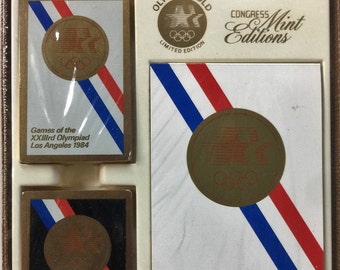 LIMITED EDITION
CONGRESS
Mint
Editions
Games of the
XXIIIrd Olympiad
Los Angeles 1984